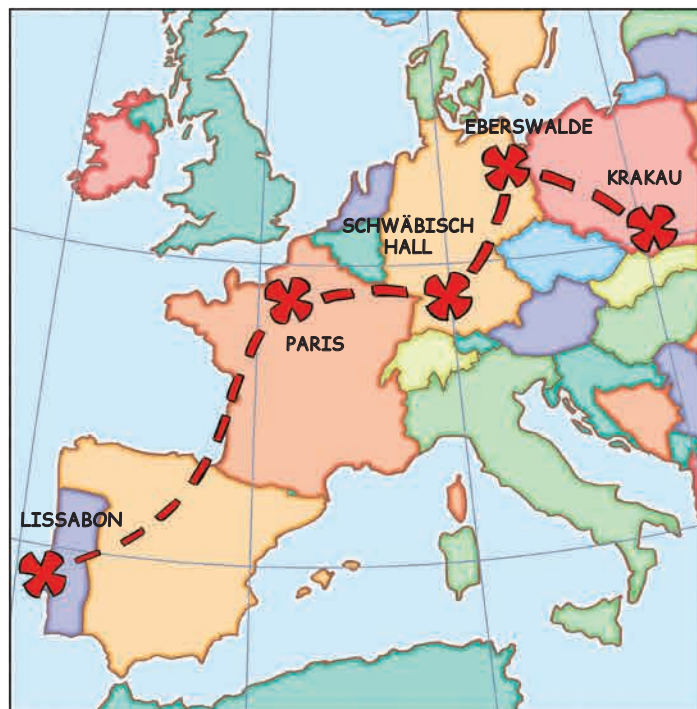 EBERSWALDE
KRAKAU
SCHWÄBISCH
HALL
PARIS
LISSABON